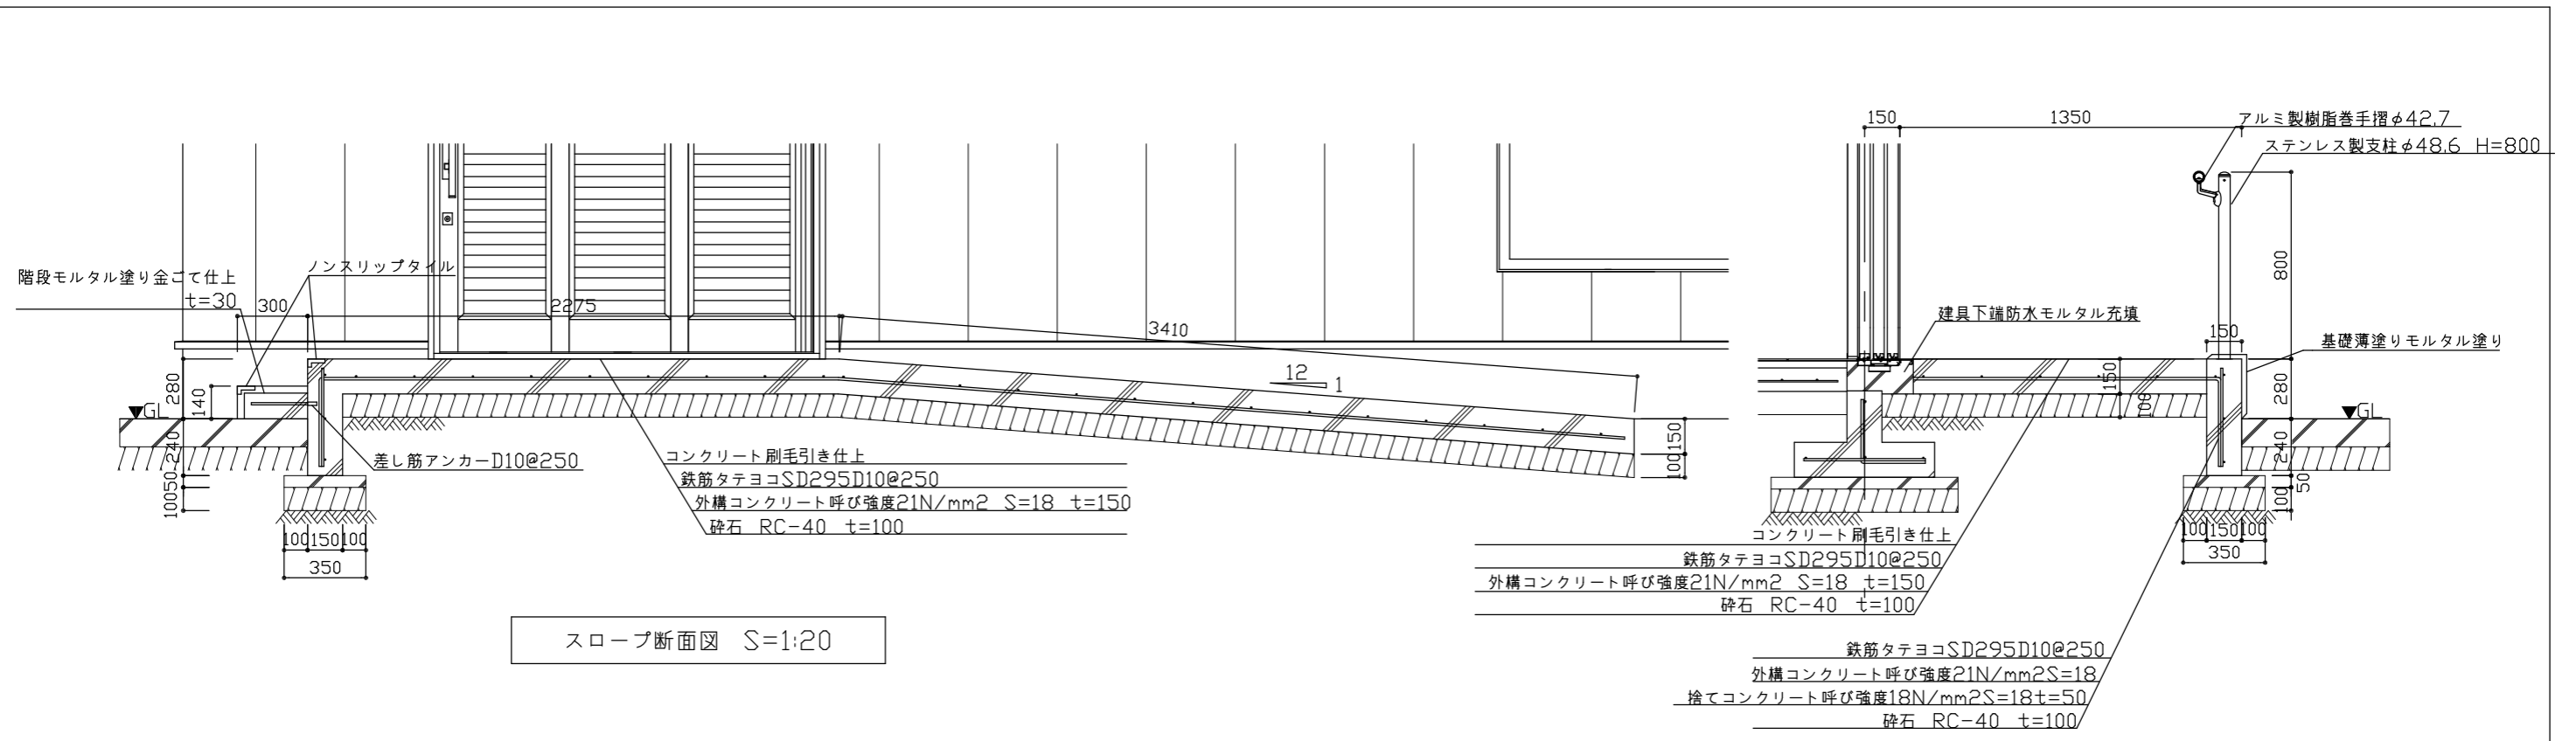 階段モルタル塗り金ごて仕上
t=30
ノンスリップタイル
300
2275
3410
12
1
280
140
GL
240
50
100
差し筋アンカーD10@250
コンクリート刷毛引き仕上
鉄筋タテヨコSD295D10@250
外構コンクリート呼び強度21N/mm2 S=18 t=150
砕石 RC-40 t=100
150
100
100
150
100
350
スロープ断面図 S=1:20
150
1350
アルミ製樹脂巻手摺φ42.7
ステンレス製支柱φ48.6 H=800
800
建具下端防水モルタル充填
150
基礎薄塗りモルタル塗り
150
100
280
GL
240
50
100
100
150
100
350
コンクリート刷毛引き仕上
鉄筋タテヨコSD295D10@250
外構コンクリート呼び強度21N/mm2 S=18 t=150
砕石 RC-40 t=100
鉄筋タテヨコSD295D10@250
外構コンクリート呼び強度21N/mm2S=18
捨てコンクリート呼び強度18N/mm2S=18t=50
砕石 RC-40 t=100